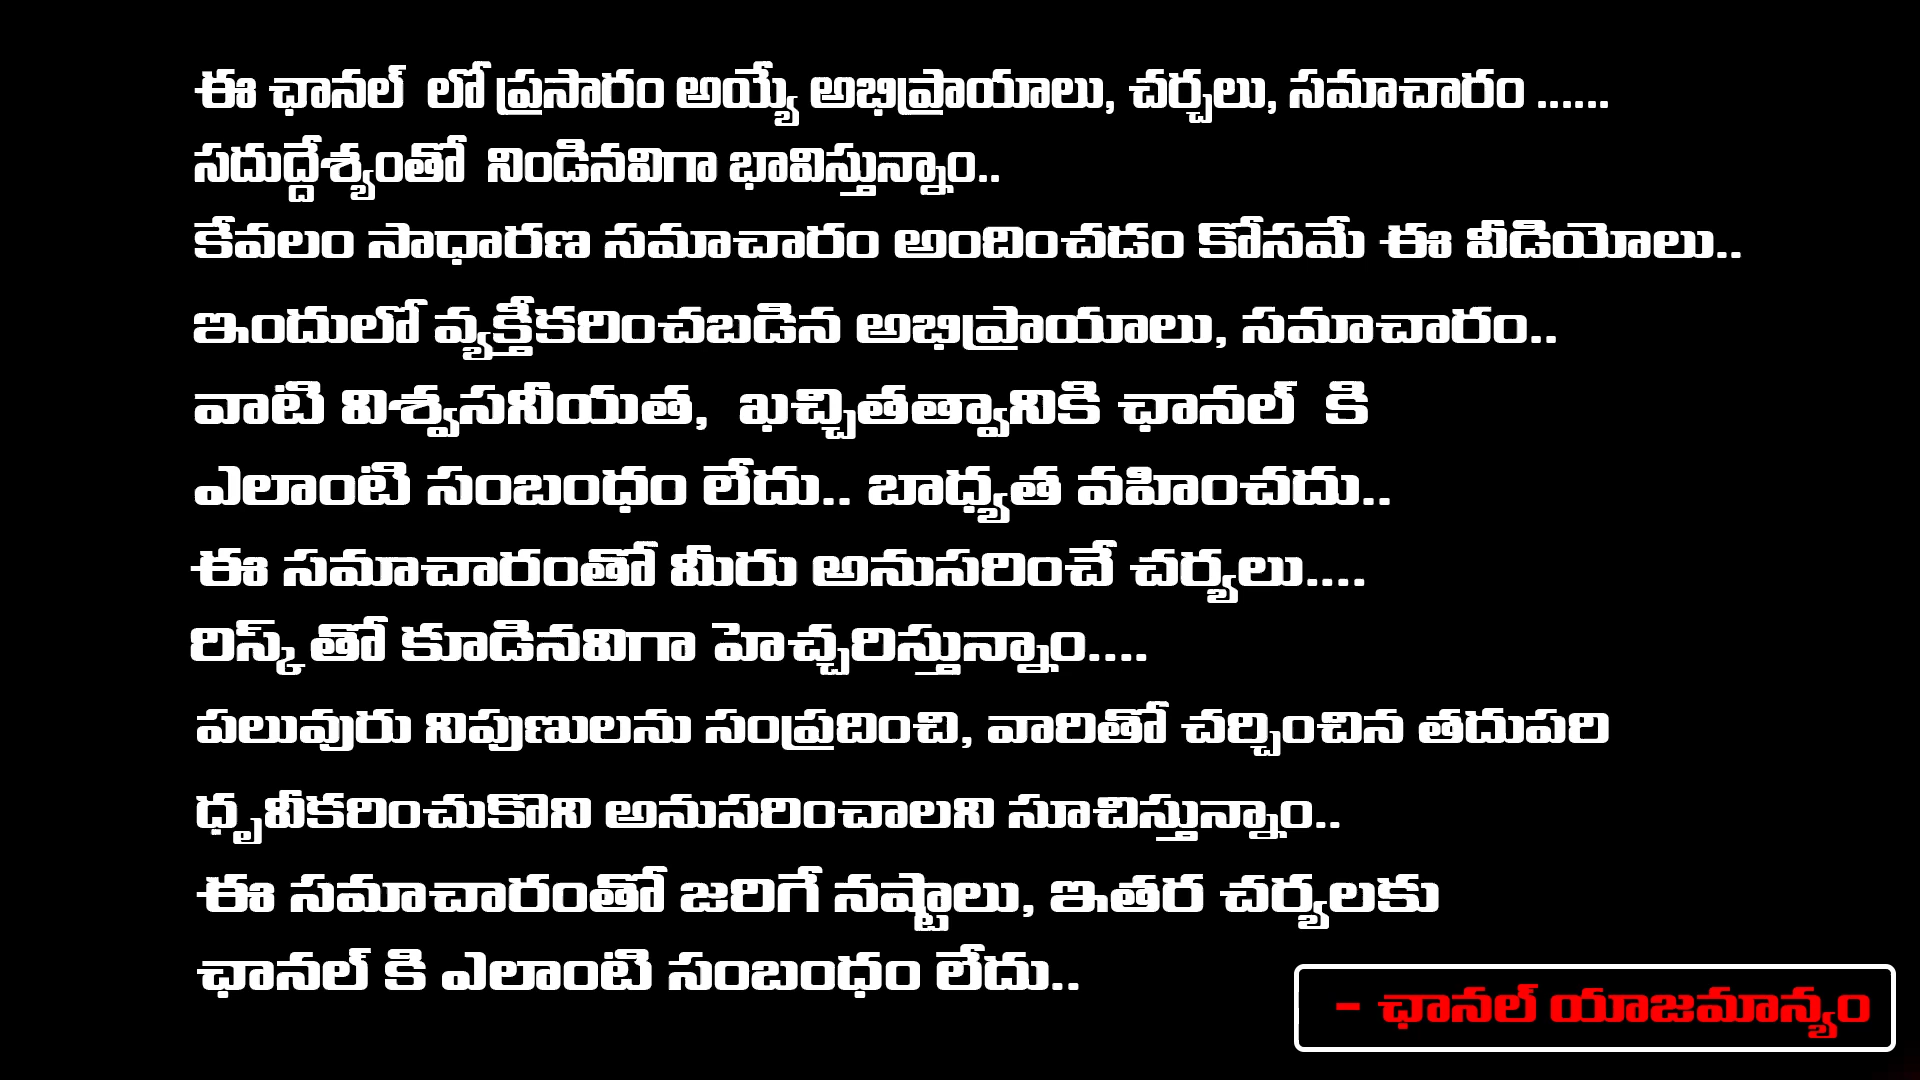 ఈ ఛానల్ లో ప్రసారం అయ్యే అభిప్రాయాలు, చర్చలు, సమాచారం ......
సదుద్దేశ్యంతో నిండినవిగా భావిస్తున్నాం..
కేవలం సాధారణ సమాచారం అందించడం కోసమే ఈ వీడియోలు..
ఇందులో వ్యక్తీకరించబడిన అభిప్రాయాలు, సమాచారం..
వాటి విశ్వసనీయత, ఖచ్చితత్వానికి ఛానల్ కి
ఎలాంటి సంబంధం లేదు.. బాధ్యత వహించదు..
ఈ సమాచారంతో మీరు అనుసరించే చర్యలు....
రిస్క్ తో కూడినవిగా హెచ్చరిస్తున్నాం....
పలువురు నిపుణులను సంప్రదించి, వారితో చర్చించిన తదుపరి
ధృవీకరించుకొని అనుసరించాలని సూచిస్తున్నాం..
ఈ సమాచారంతో జరిగే నష్టాలు, ఇతర చర్యలకు
ఛానల్ కి ఎలాంటి సంబంధం లేదు..
- ఛానల్ యాజమాన్యం